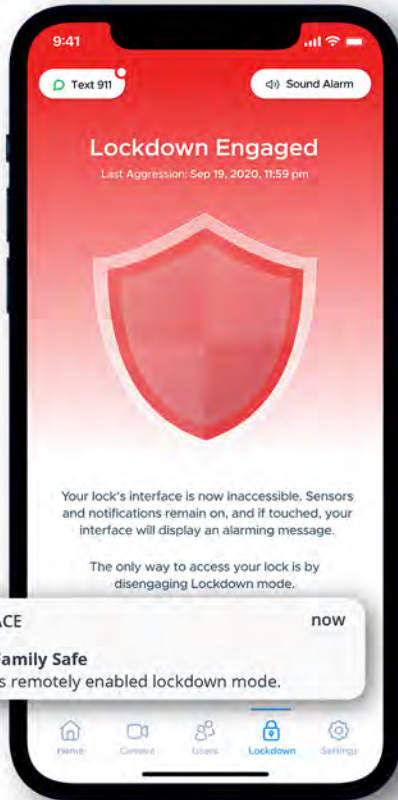 9:41
Text 911
Sound Alarm
Lockdown Engaged
Last Aggression: Sep 19, 2020, 11:59 pm
Your lock's interface is now inaccessible. Sensors
and notifications remain on, and if touched, your
interface will display an alarming message.
The only way to access your lock is by
disengaging Lockdown mode.
ACE now
Family Safe
s remotely enabled lockdown mode.
Home Camera Users Lockdown Settings